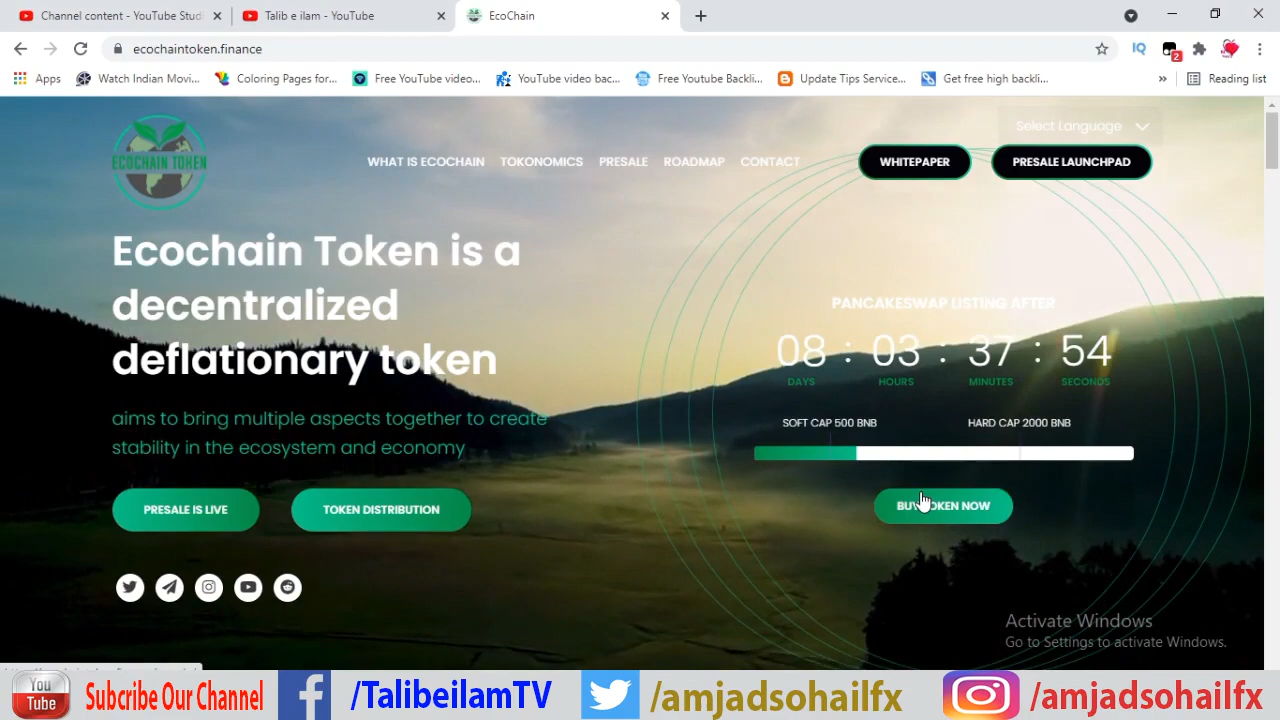 Channel content - YouTube Studi
Talib e ilam - YouTube
EcoChain
ecochaintoken.finance
IQ
2
Apps
Watch Indian Movi...
Coloring Pages for...
Free YouTube video...
YouTube video bac...
Free Youtube Backli...
Update Tips Service...
Get free high backli...
»
Reading list
Select Language
ECOCHAIN TOKEN
WHAT IS ECOCHAIN
TOKONOMICS
PRESALE
ROADMAP
CONTACT
WHITEPAPER
PRESALE LAUNCHPAD
Ecochain Token is a
decentralized
deflationary token
aims to bring multiple aspects together to create
stability in the ecosystem and economy
PRESALE IS LIVE
TOKEN DISTRIBUTION
PANCAKESWAP LISTING AFTER
08 : 03 : 37 : 54
DAYS HOURS MINUTES SECONDS
SOFT CAP 500 BNB
HARD CAP 2000 BNB
BUY TOKEN NOW
Activate Windows
Go to Settings to activate Windows.
You
Tube
Subcribe Our Channel
/TalibeilamTV
/amjadsohailfx
/amjadsohailfx